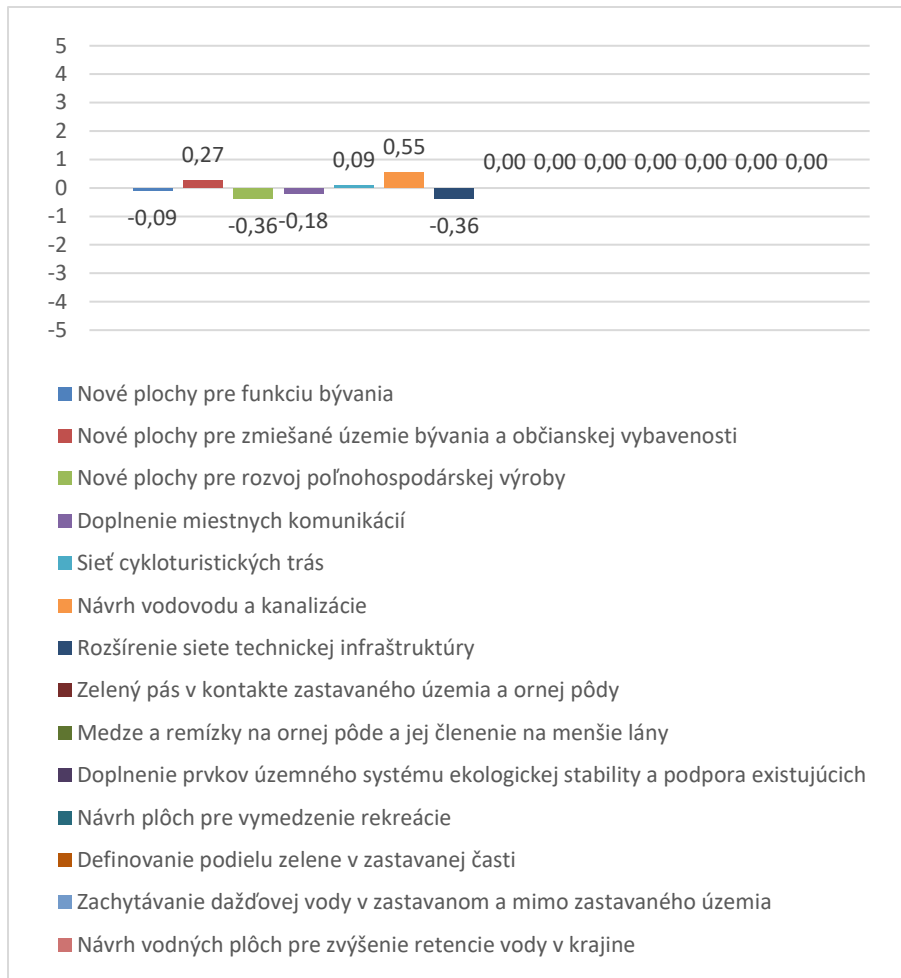 5
4
3
2
1
0
-1
-2
-3
-4
-5
-0,09
0,27
-0,36
-0,18
0,09
0,55
-0,36
0,00 0,00 0,00 0,00 0,00 0,00 0,00
Nové plochy pre funkciu bývania
Nové plochy pre zmiešané územie bývania a občianskej vybavenosti
Nové plochy pre rozvoj poľnohospodárskej výroby
Doplnenie miestnych komunikácií
Sieť cykloturistických trás
Návrh vodovodu a kanalizácie
Rozšírenie siete technickej infraštruktúry
Zelený pás v kontakte zastavaného územia a ornej pôdy
Medze a remízky na ornej pôde a jej členenie na menšie lány
Doplnenie prvkov územného systému ekologickej stability a podpora existujúcich
Návrh plôch pre vymedzenie rekreácie
Definovanie podielu zelene v zastavanej časti
Zachytávanie dažďovej vody v zastavanom a mimo zastavaného územia
Návrh vodných plôch pre zvýšenie retencie vody v krajine